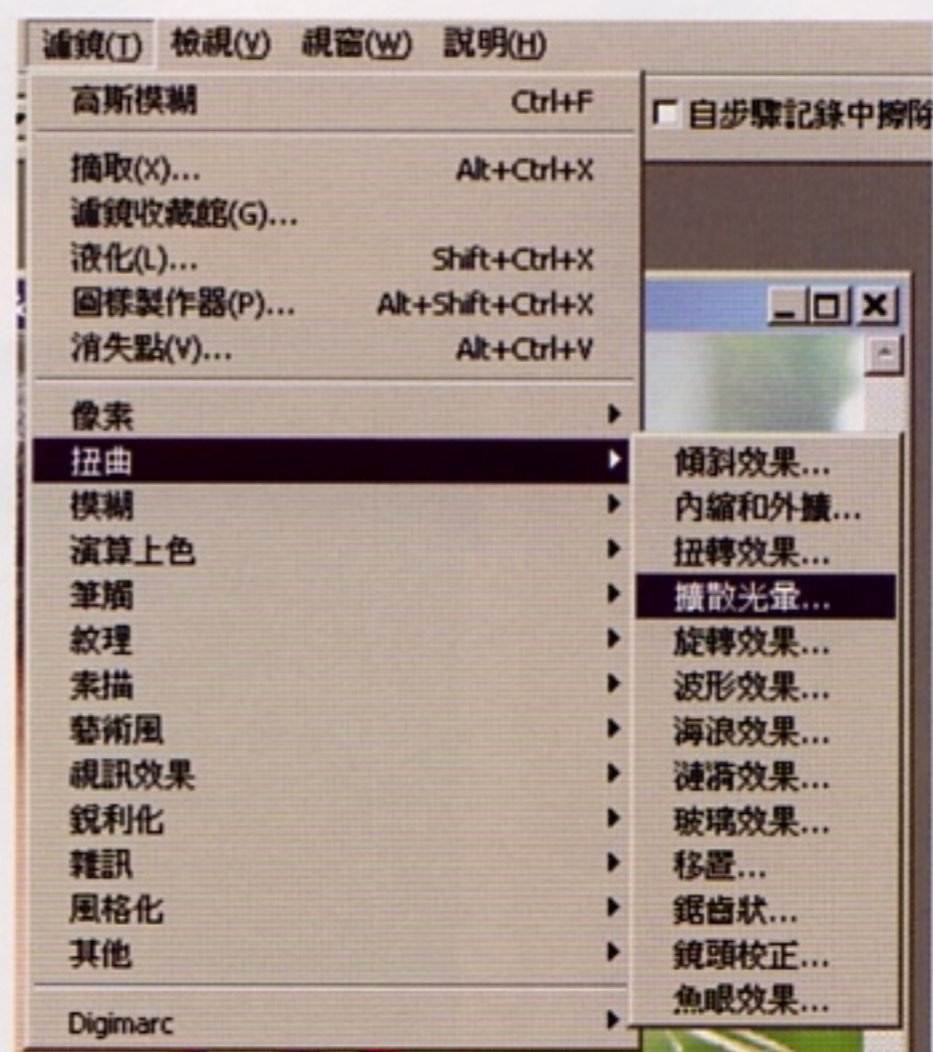 濾鏡(T) 檢視(V) 視窗(W) 說明(H)
高斯模糊 Ctrl+F
自步驟記錄中擦除
摘取(X)... Alt+Ctrl+X
濾鏡收藏館(G)...
液化(L)... Shift+Ctrl+X
圖樣製作器(P)... Alt+Shift+Ctrl+X
消失點(V)... Alt+Ctrl+V
像素
扭曲
模糊
演算上色
筆觸
紋理
素描
藝術風
視訊效果
銳利化
雜訊
風格化
其他
Digimarc
傾斜效果...
內縮和外擴...
扭轉效果...
擴散光暈...
旋轉效果...
波形效果...
海浪效果...
漣漪效果...
玻璃效果...
移置...
鋸齒狀...
鏡頭校正...
魚眼效果...